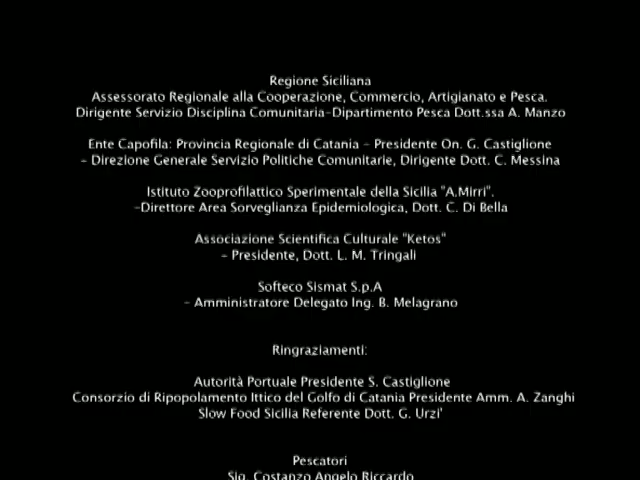 Regione Siciliana
Assessorato Regionale alla Cooperazione, Commercio, Artigianato e Pesca.
Dirigente Servizio Disciplina Comunitaria-Dipartimento Pesca Dott.ssa A. Manzo
Ente Capofila: Provincia Regionale di Catania - Presidente On. G. Castiglione
- Direzione Generale Servizio Politiche Comunitarie, Dirigente Dott. C. Messina
Istituto Zooprofilattico Sperimentale della Sicilia "A.Mirri".
-Direttore Area Sorveglianza Epidemiologica, Dott. C. Di Bella
Associazione Scientifica Culturale "Ketos"
- Presidente, Dott. L. M. Tringali
Softeco Sismat S.p.A
- Amministratore Delegato Ing. B. Melagrano
Ringraziamenti:
Autorità Portuale Presidente S. Castiglione
Consorzio di Ripopolamento Ittico del Golfo di Catania Presidente Amm. A. Zanghi
Slow Food Sicilia Referente Dott. G. Urzi'
Pescatori
Sig. Costanzo Angelo Riccardo